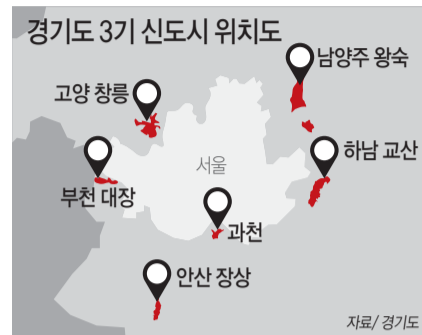 경기도 3기 신도시 위치도
남양주 왕숙
고양 창릉
하남 교산
서울
부천 대장
과천
안산 장상
자료/ 경기도